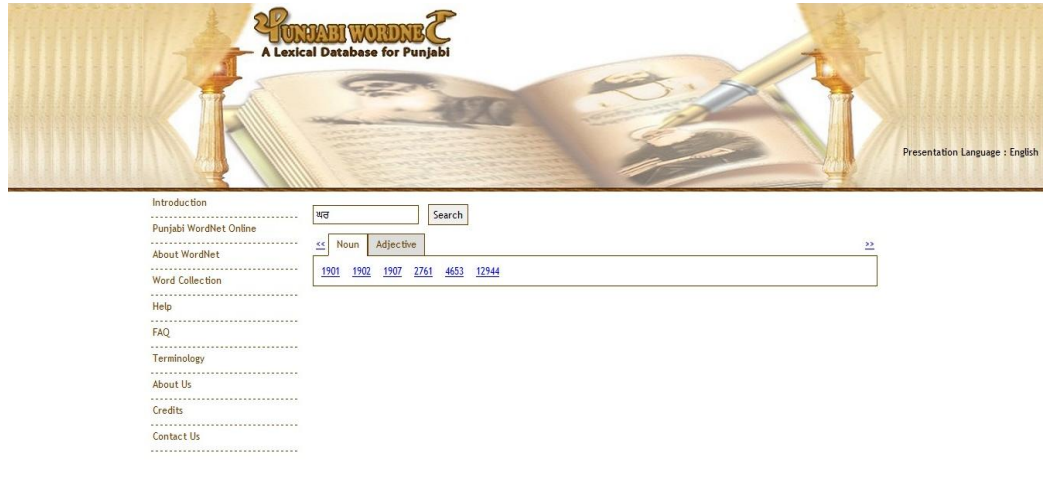 PUNJABI WORDNET
A Lexical Database for Punjabi
Presentation Language : English
Introduction
Punjabi WordNet Online
About WordNet
Word Collection
Help
FAQ
Terminology
About Us
Credits
Contact Us
ਘਰ Search
<< Noun Adjective >>
1901 1902 1907 2761 4653 12944